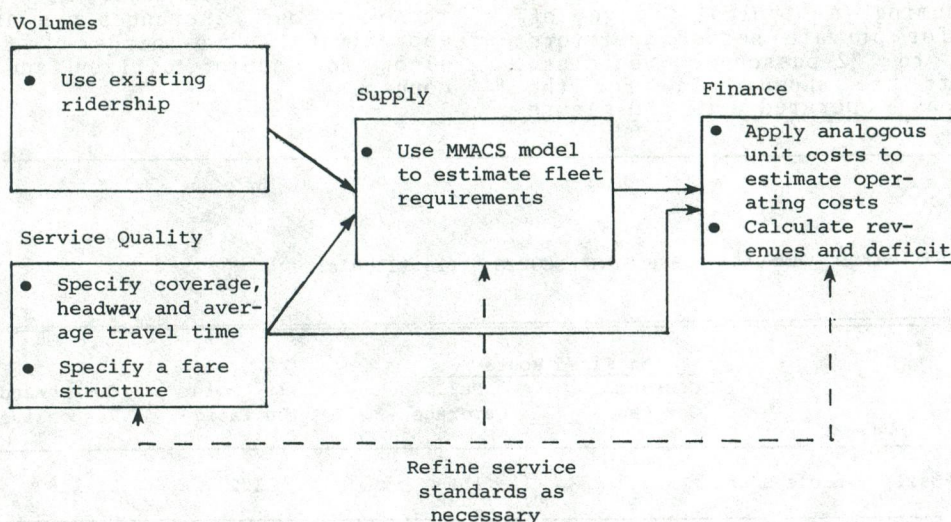 Volumes
● Use existing
ridership
Supply
● Use MMACS model
to estimate fleet
requirements
Finance
● Apply analogous
unit costs to
estimate oper-
ating costs
● Calculate rev-
enues and deficit
Service Quality
● Specify coverage,
headway and aver-
age travel time
● Specify a fare
structure
Refine service
standards as
necessary